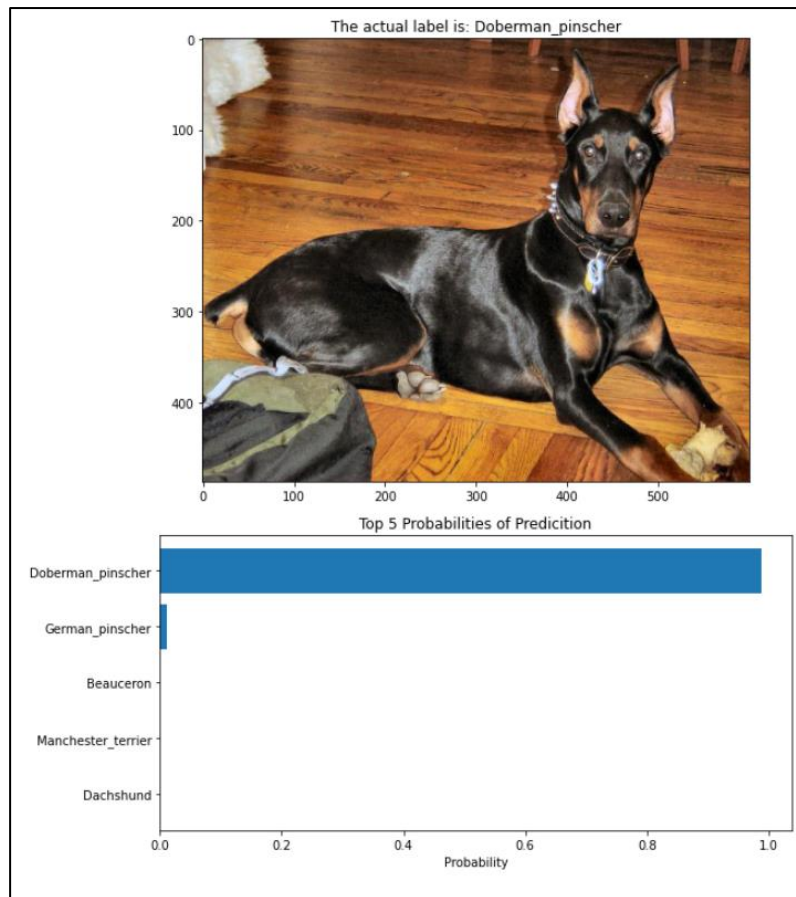 The actual label is: Doberman_pinscher
0
100
200
300
400
0 100 200 300 400 500
Top 5 Probabilities of Predicition
Doberman_pinscher
German_pinscher
Beauceron
Manchester_terrier
Dachshund
0.0 0.2 0.4 0.6 0.8 1.0
Probability